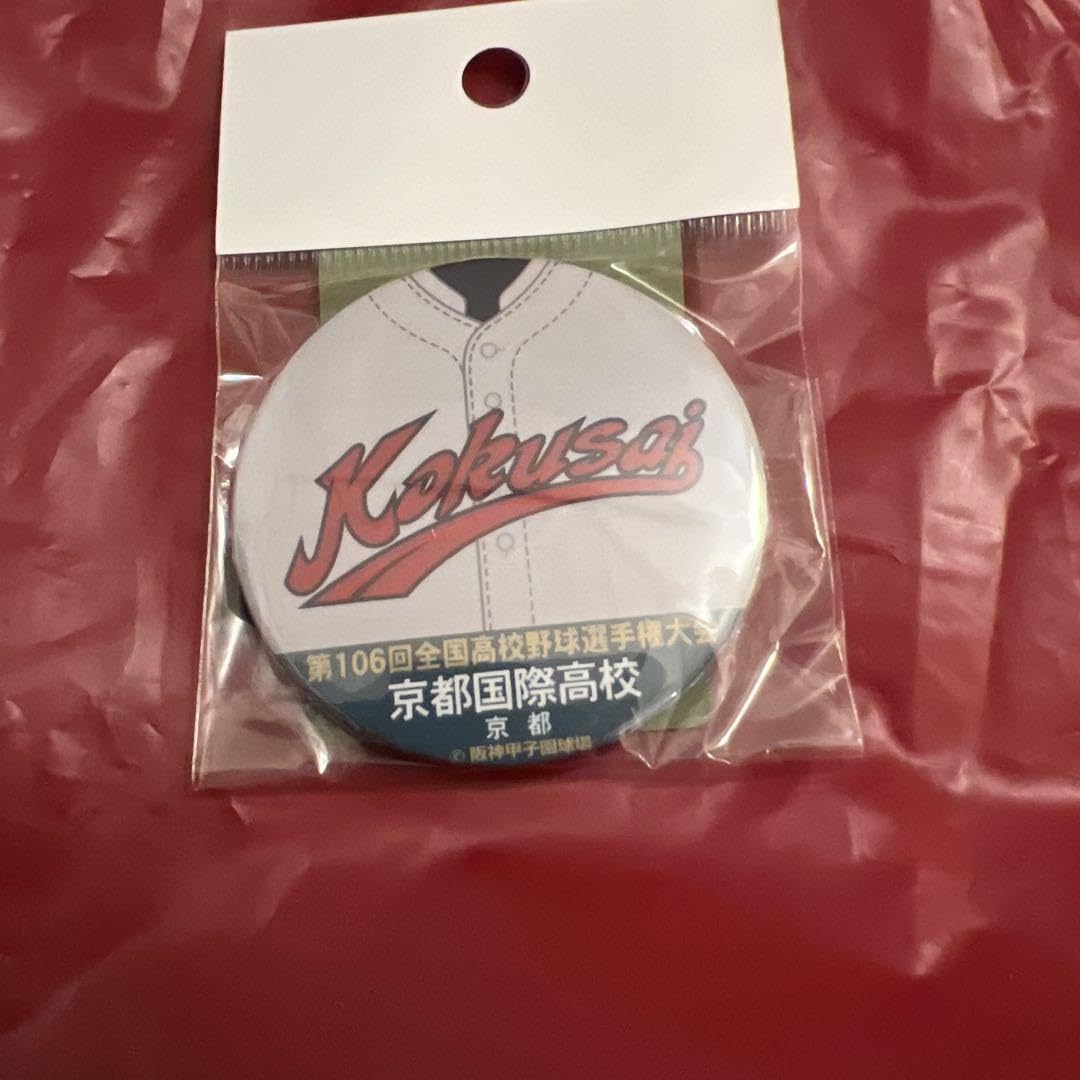 Kokusai
第106回全国高校野球選手権大会
京都国際高校
京都
© 阪神甲子園球場